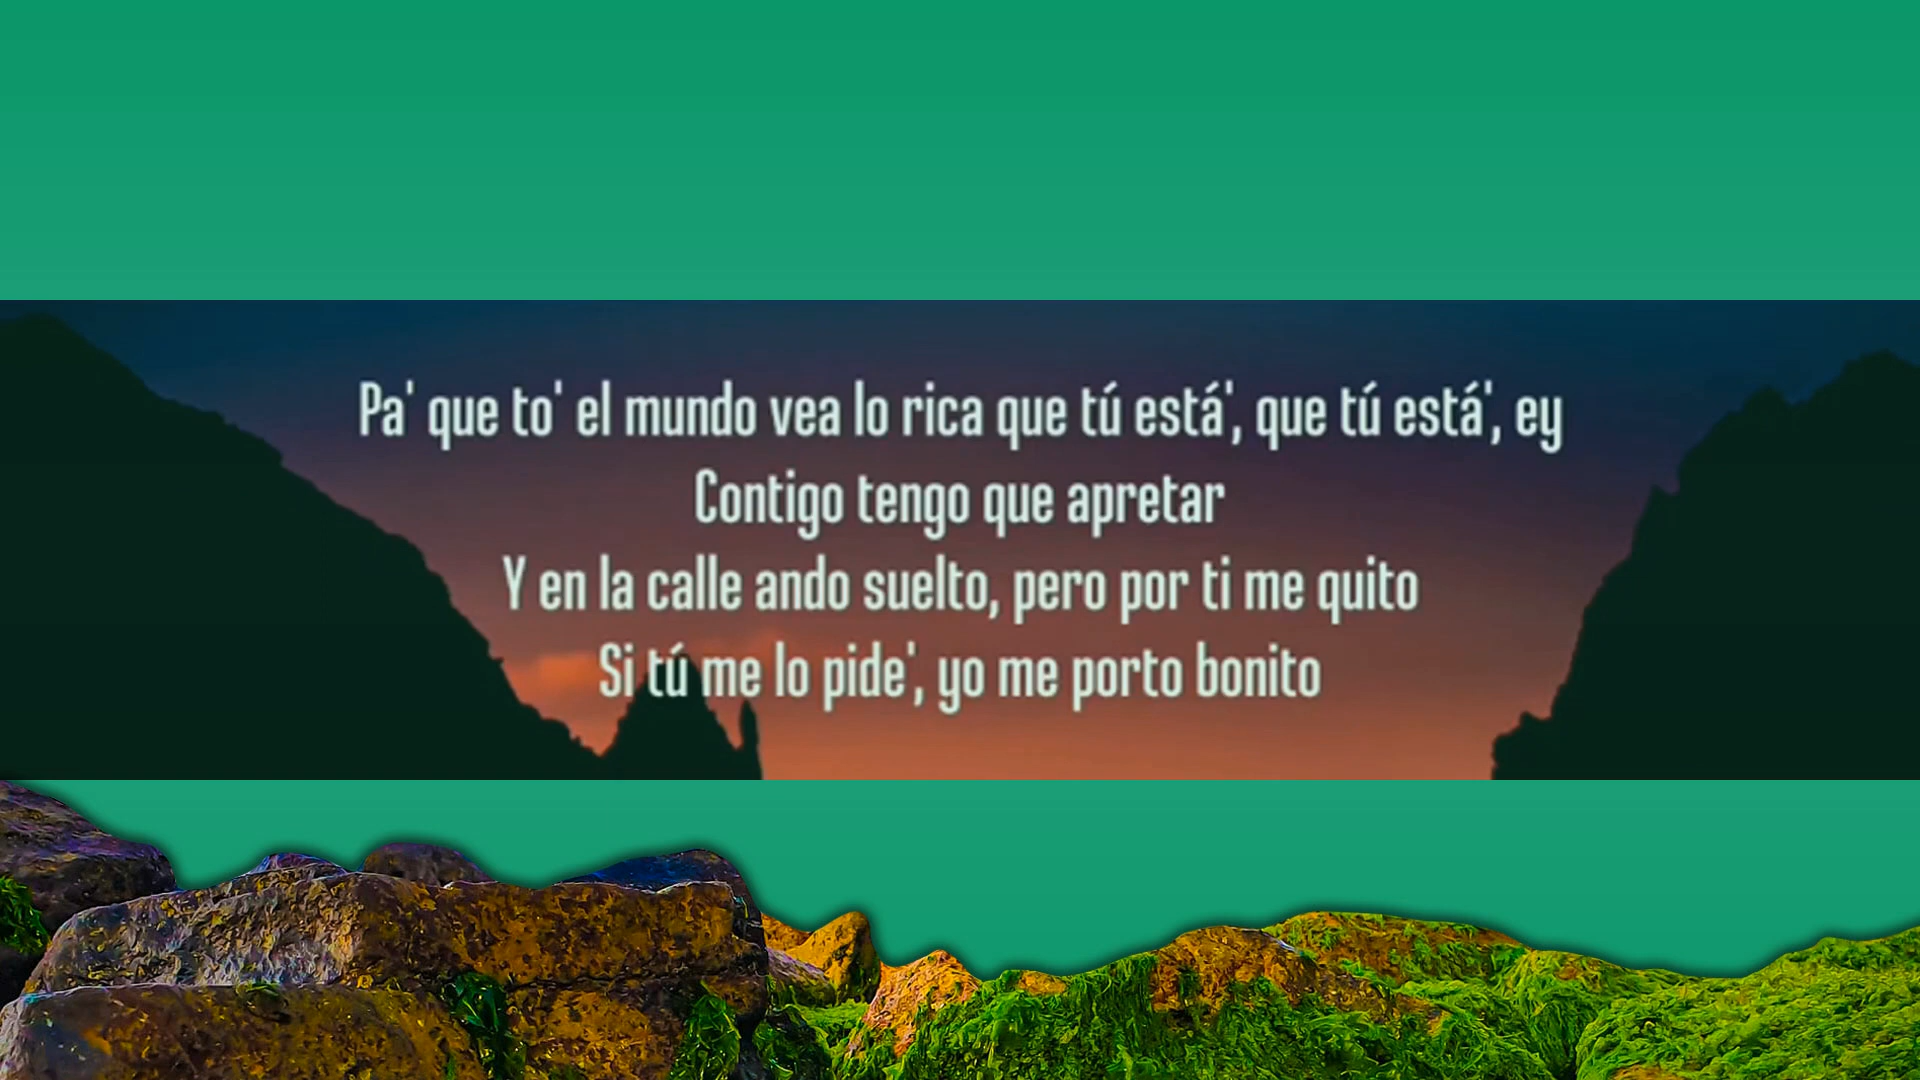 Pa' que to' el mundo vea lo rica que tú está', que tú está', ey
Contigo tengo que apretar
Y en la calle ando suelto, pero por ti me quito
Si tú me lo pide', yo me porto bonito